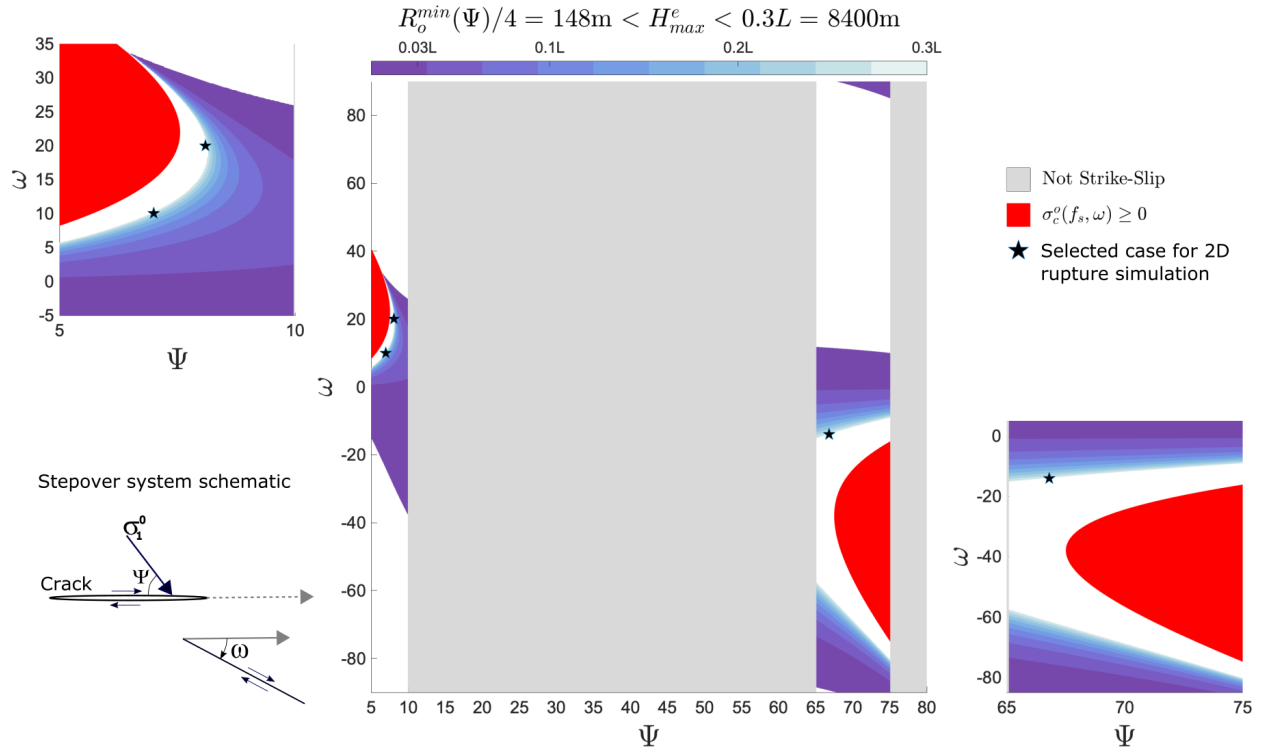 R_o^{min}(Ψ)/4 = 148m < H_{max}^e < 0.3L = 8400m
0.03L 0.1L 0.2L 0.3L
35
30
25
20
15
10
5
0
-5
ω
5 10
Ψ
80
60
40
20
0
-20
-40
-60
-80
ω
5 10 15 20 25 30 35 40 45 50 55 60 65 70 75 80
Ψ
Not Strike-Slip
σ_c^o(f_s, ω) ≥ 0
Selected case for 2D
rupture simulation
Stepover system schematic
σ_1^0
Crack
Ψ
ω
0
-20
-40
-60
-80
ω
65 70 75
Ψ